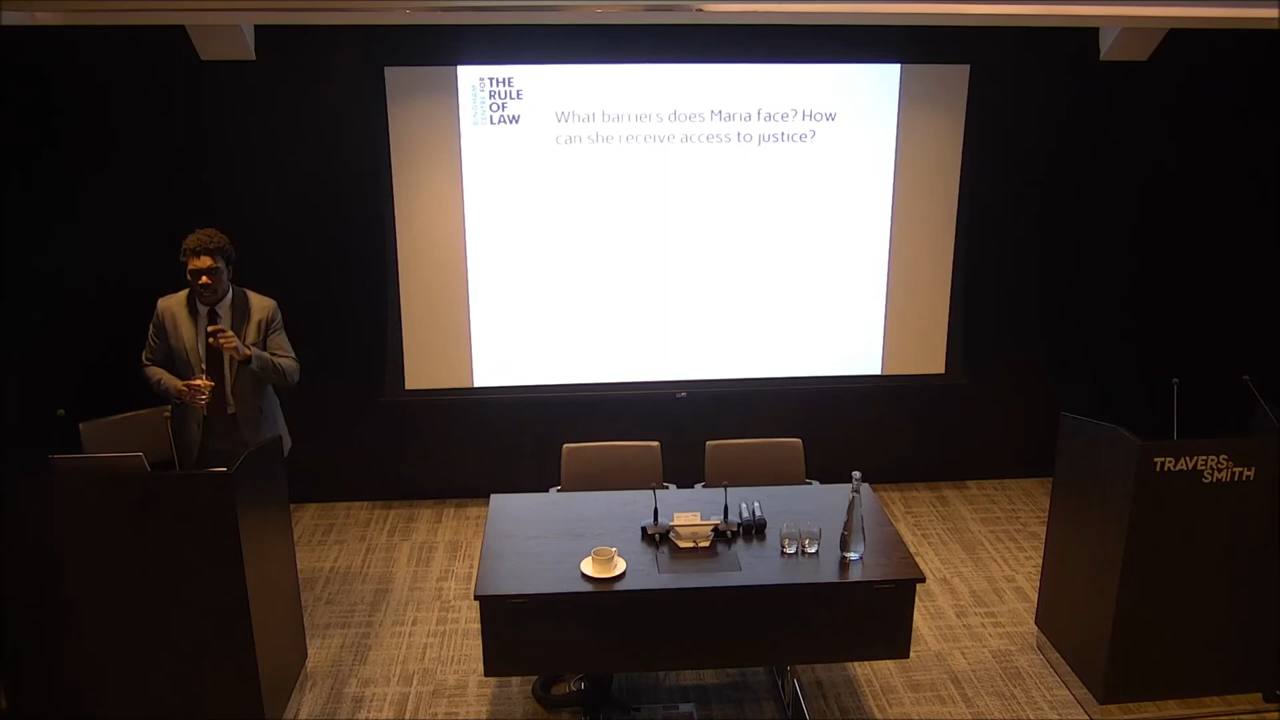 BINGHAM
CENTRE FOR
THE
RULE
OF
LAW
What barriers does Maria face? How
can she receive access to justice?
TRAVERS
SMITH